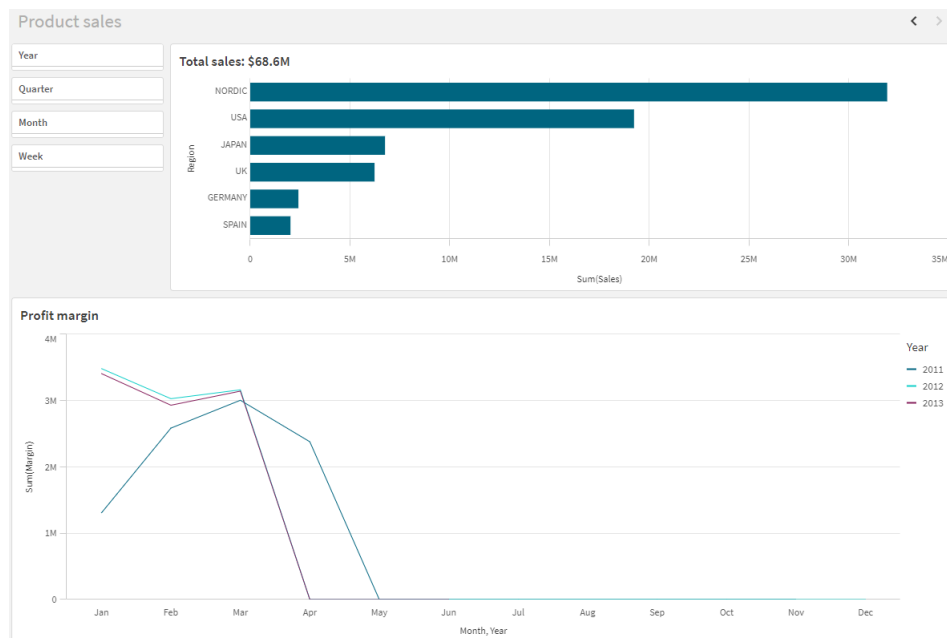 Product sales
Year
Quarter
Month
Week
Total sales: $68.6M
Region
NORDIC
USA
JAPAN
UK
GERMANY
SPAIN
0 5M 10M 15M 20M 25M 30M 35M
Sum(Sales)
Profit margin
Sum(Margin)
4M
3M
2M
1M
0
Jan Feb Mar Apr May Jun Jul Aug Sep Oct Nov Dec
Month, Year
Year
2011
2012
2013